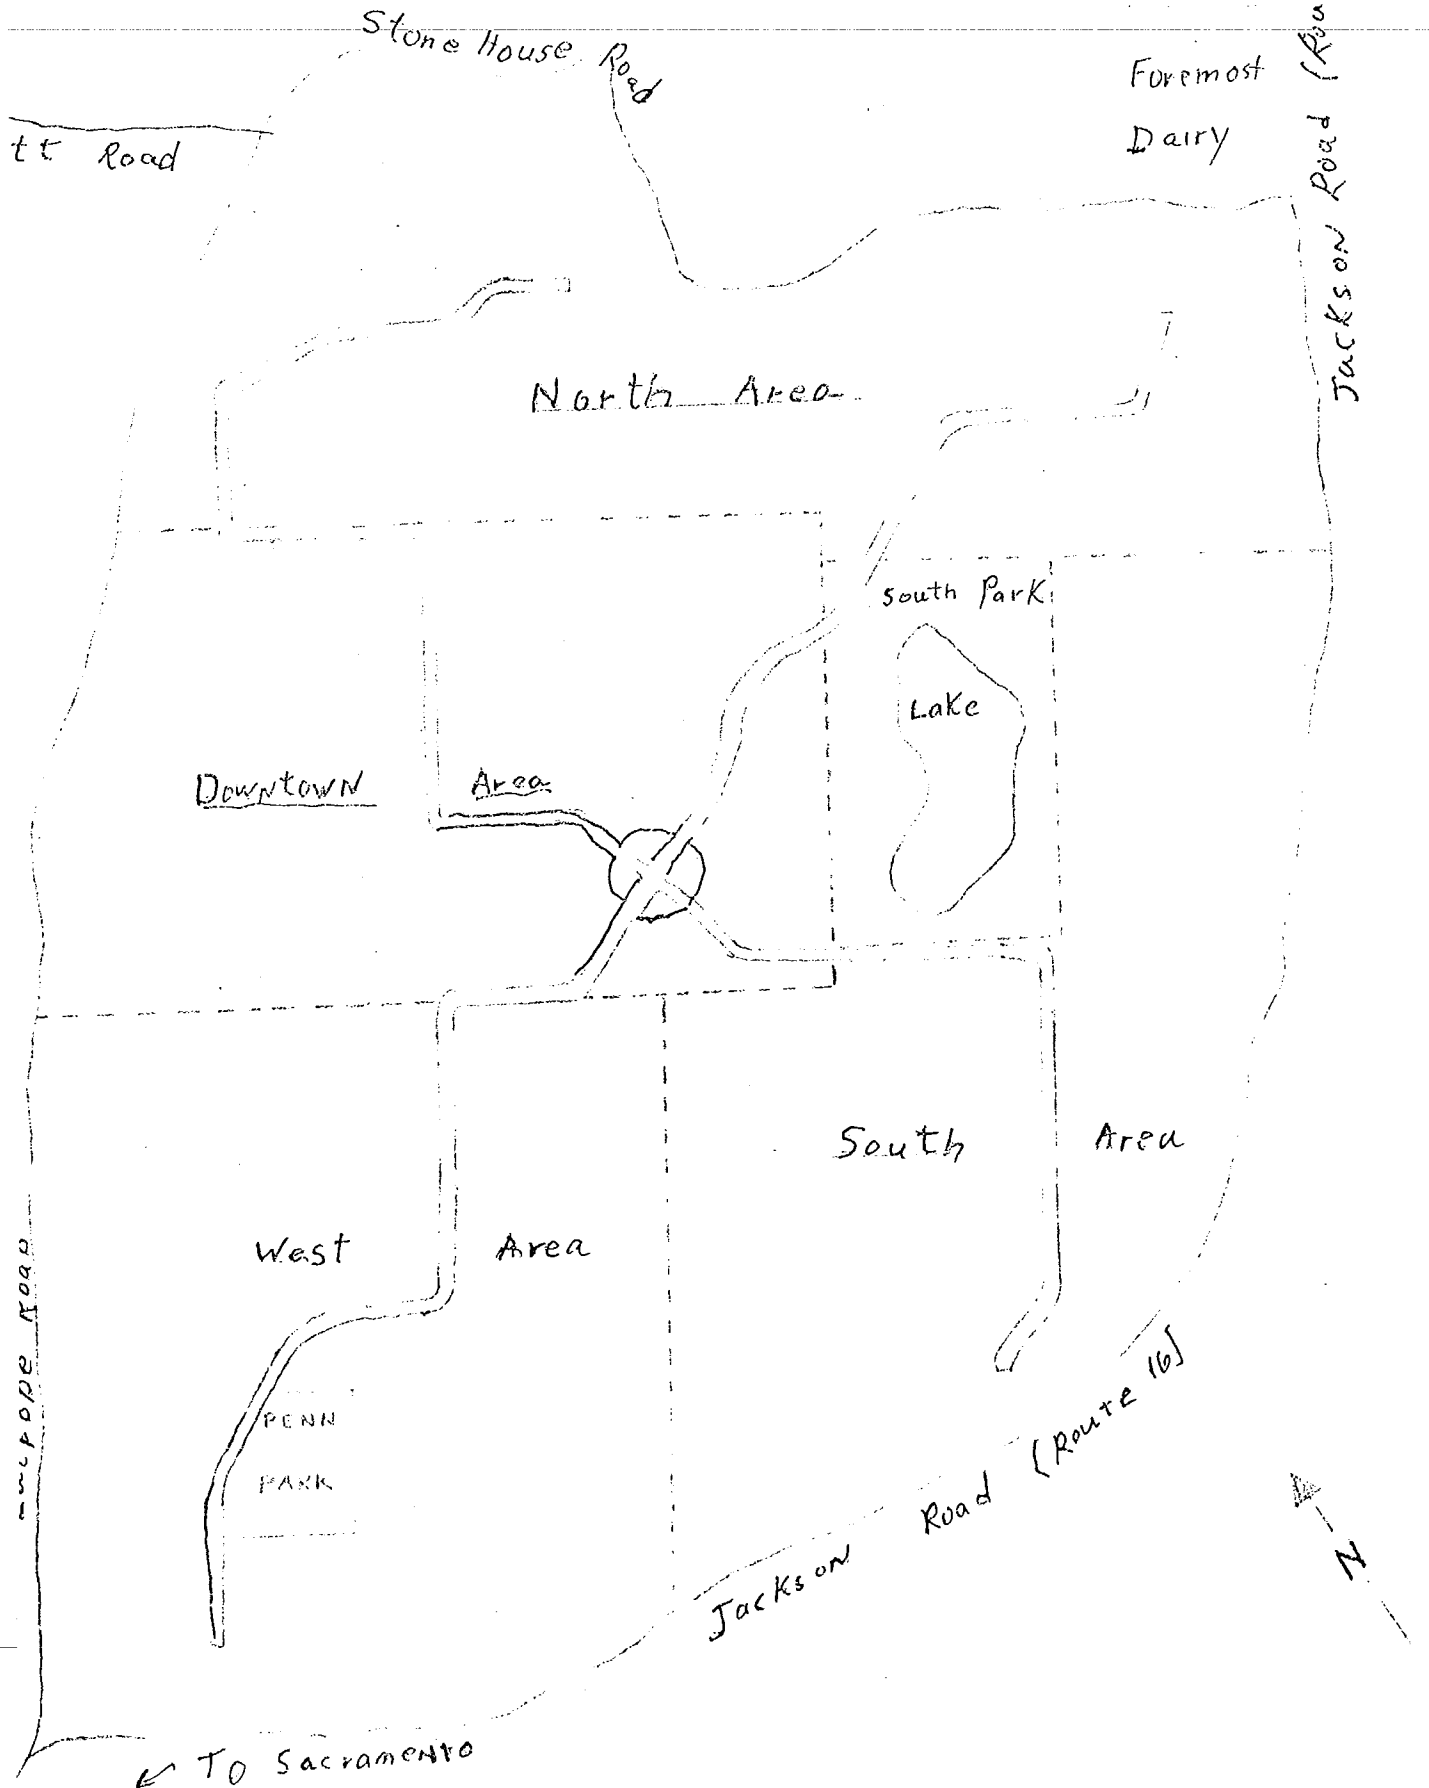 Stone House Road
Foremost
Dairy
tt Road
Jackson Road (Rou
North Area
South Park
Lake
Downtown Area
South Area
West Area
PENN
PARK
Jackson Road (Route 16)
N
← To Sacramento